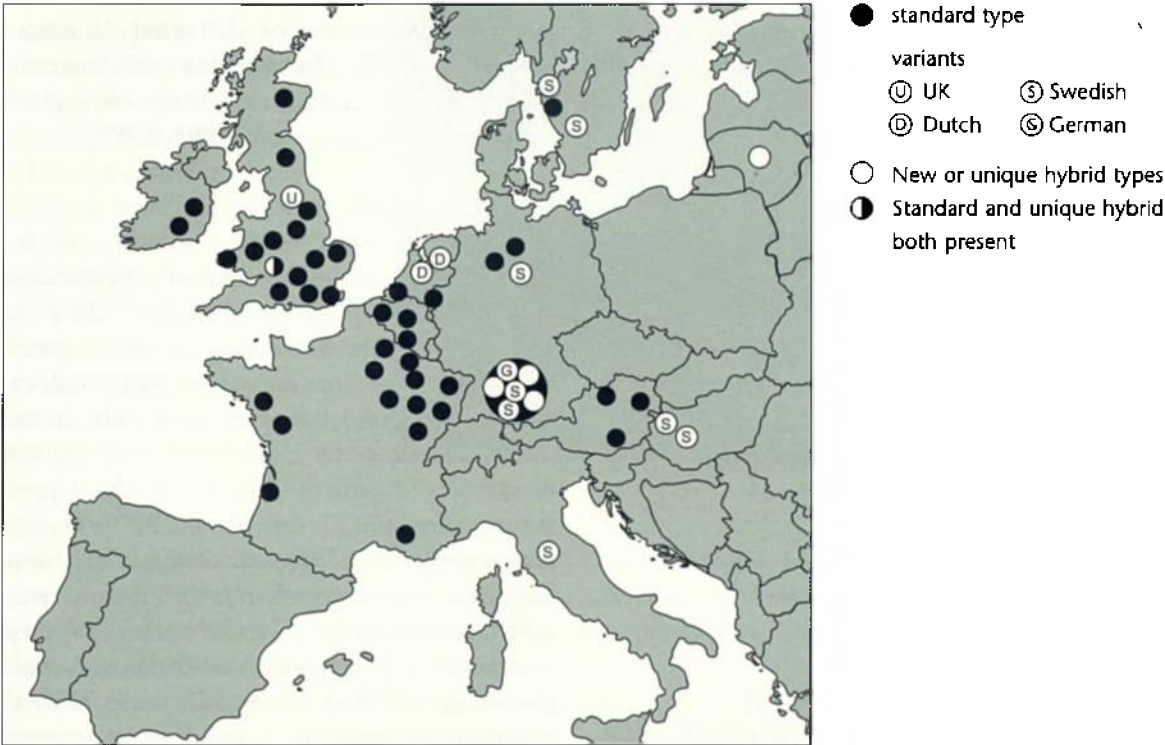 standard type
variants
Ⓤ UK Ⓢ Swedish
Ⓓ Dutch Ⓢ German
New or unique hybrid types
Standard and unique hybrid
both present
S
S
U
D
D
S
G
S
S
S
S
S